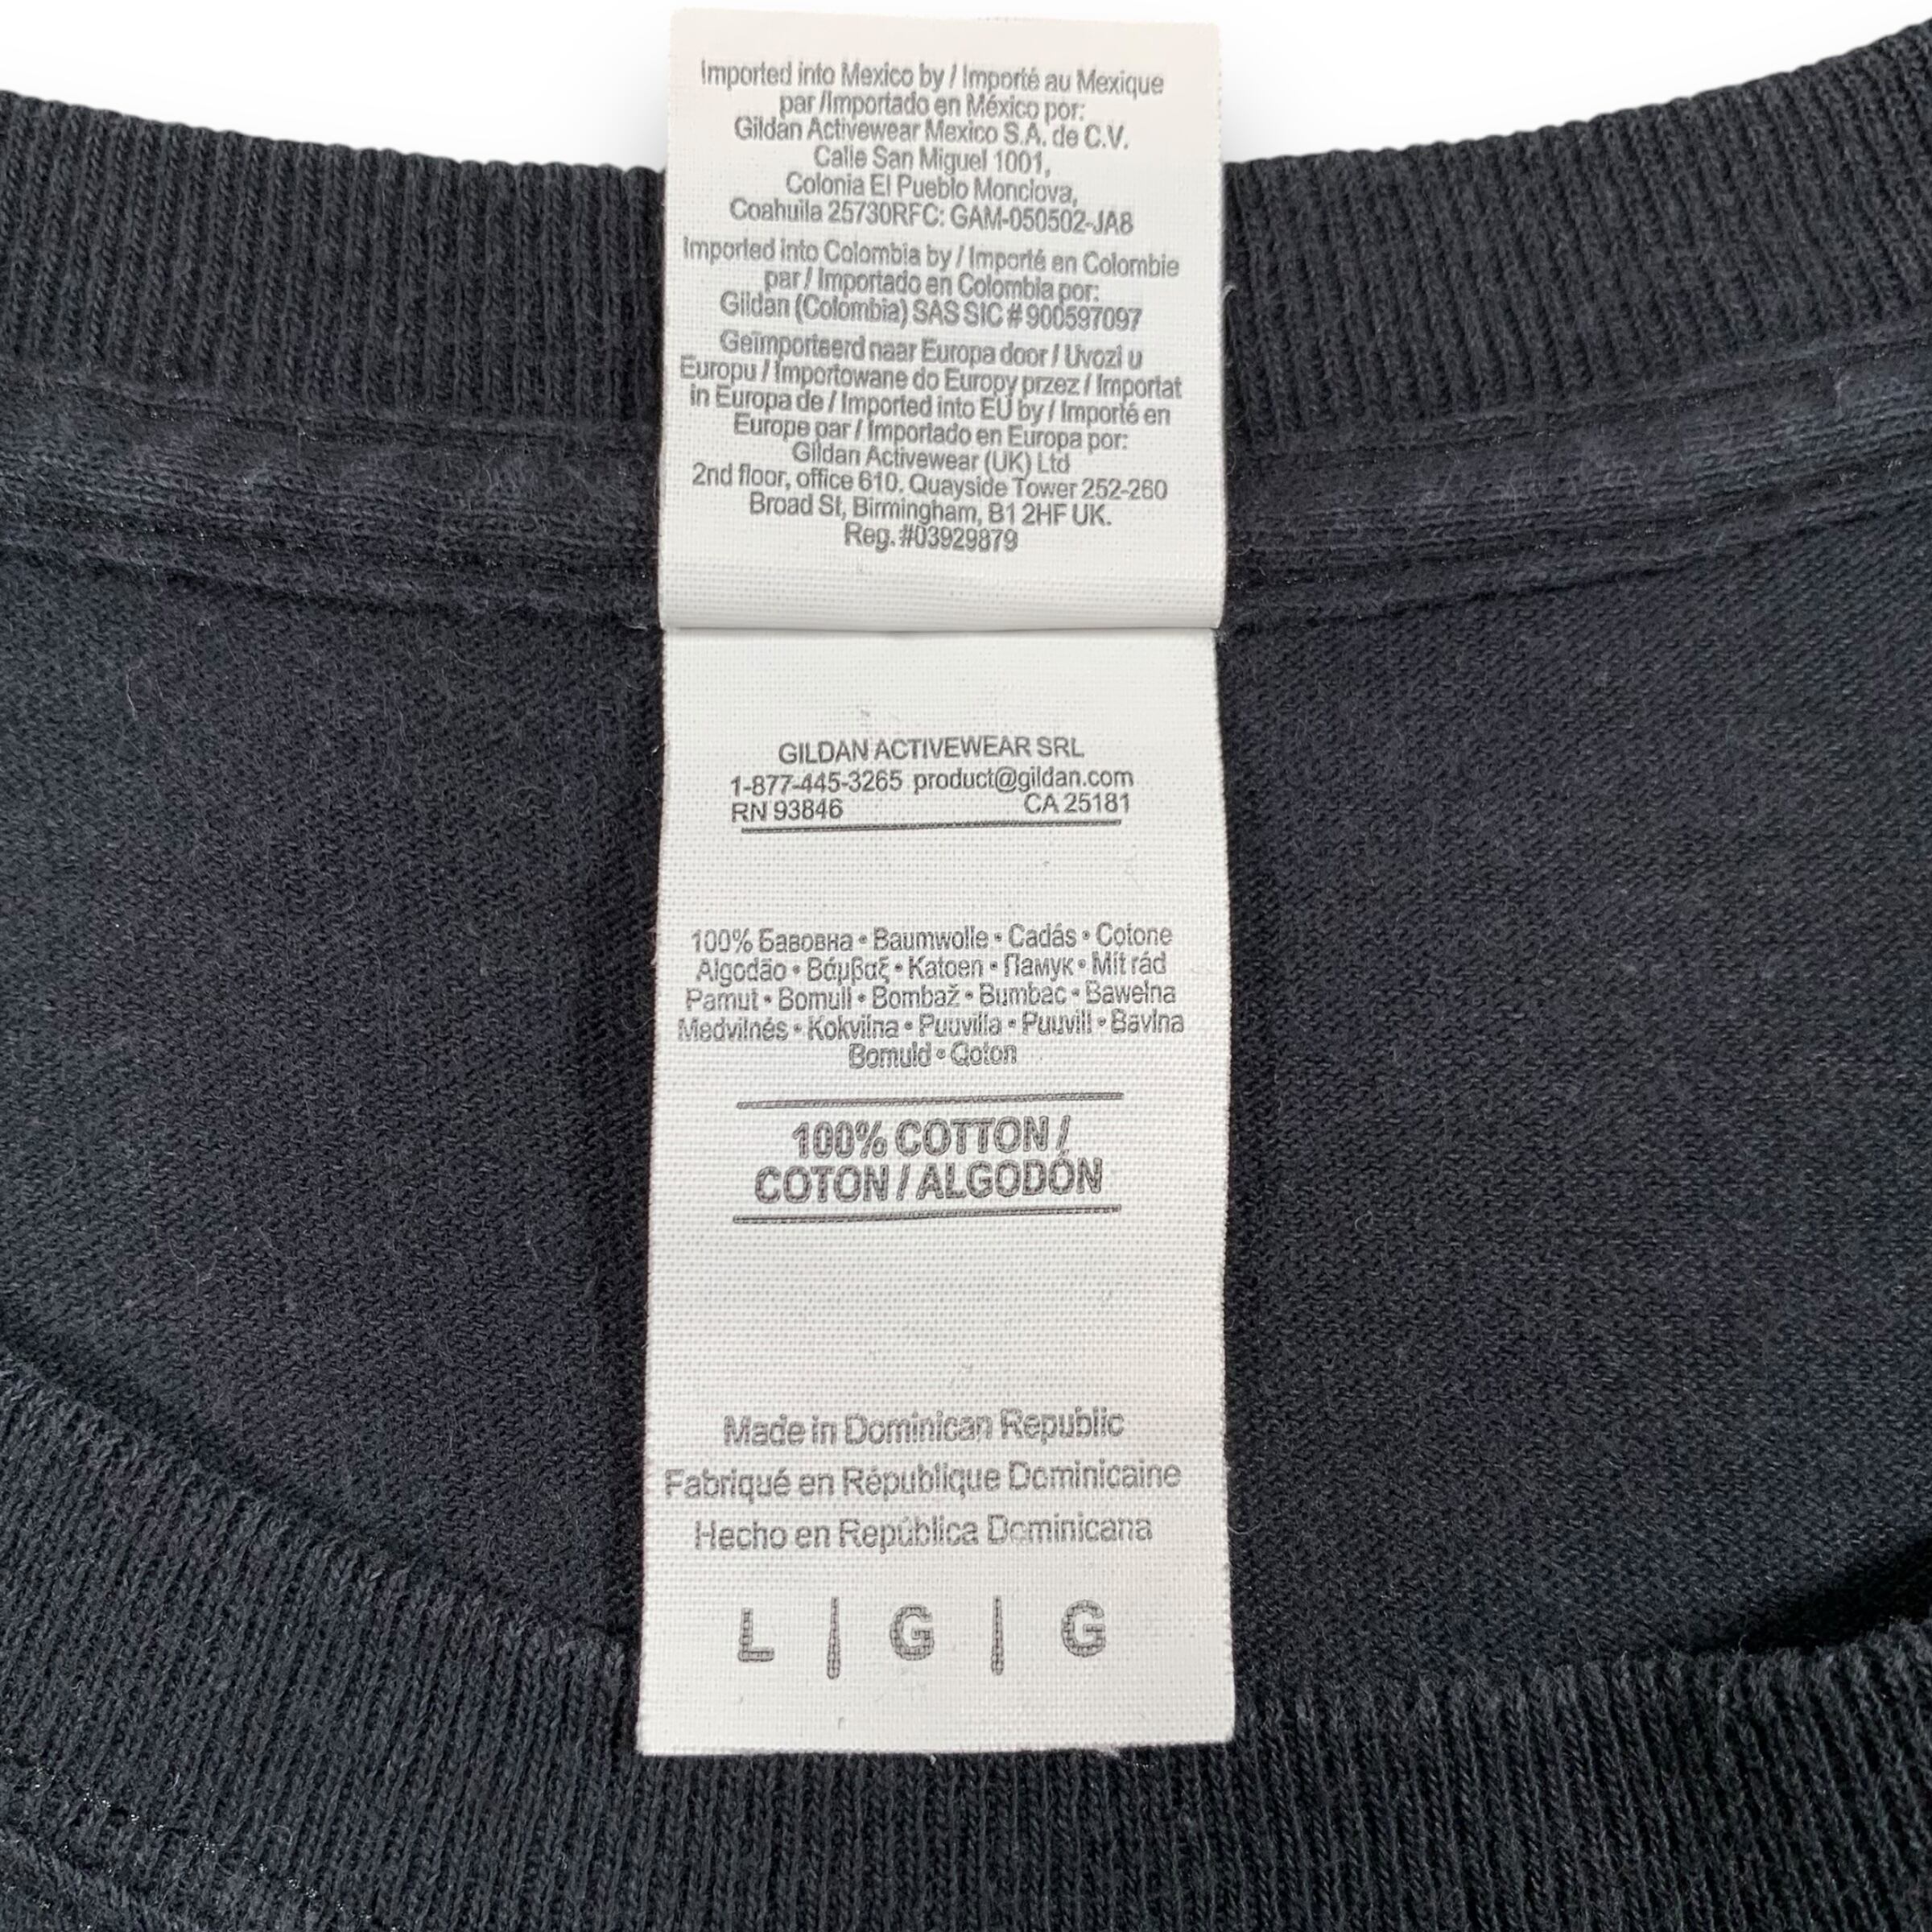 Imported into Mexico by / Importé au Mexique
par /Importado en México por:
Gildan Activewear Mexico S.A. de C.V.
Calle San Miguel 1001,
Colonia El Pueblo Monclova,
Coahuila 25730RFC: GAM-050502-JA8
Imported into Colombia by / Importé en Colombie
par / Importado en Colombia por:
Gildan (Colombia) SAS SIC # 900597097
Geïmporteerd naar Europa door / Uvozi u
Europu / Importowane do Europy przez / Importat
in Europa de / Imported into EU by / Importé en
Europe par / Importado en Europa por:
Gildan Activewear (UK) Ltd
2nd floor, office 610. Quayside Tower 252-260
Broad St, Birmingham, B1 2HF UK.
Reg. #03929879
GILDAN ACTIVEWEAR SRL
1-877-445-3265 product@gildan.com
RN 93846 CA 25181
100% Бавовна • Baumwolle • Cadás • Cotone
Algodão • Βάμβαξ • Katoen • Памук • Mit rád
Pamut • Bomull • Bombaž • Bumbac • Bawełna
Medvilnės • Kokvilna • Puuvilla • Puuvill • Bavlna
Bomuld • Qoton
100% COTTON /
COTON / ALGODÓN
Made in Dominican Republic
Fabriqué en République Dominicaine
Hecho en República Dominicana
L | G | G